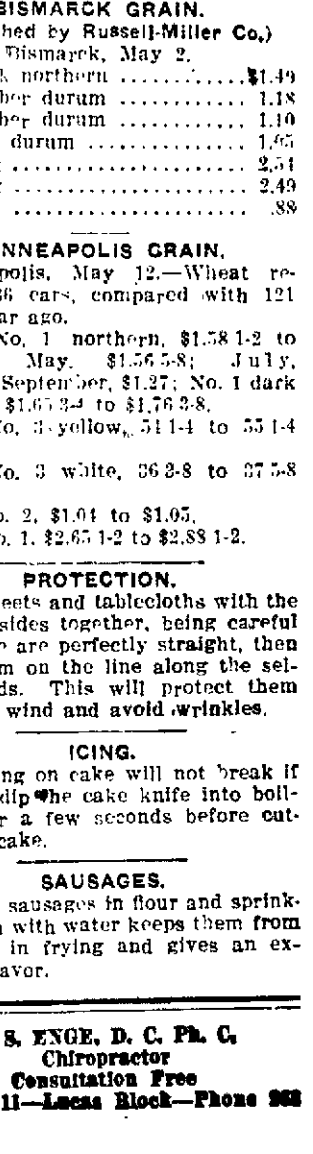 BISMARCK GRAIN.
hed by Russell-Miller Co.)
Bismarck, May 2.
k northern ............. $1.49
ber durum ............. 1.18
ber durum ............. 1.10
durum ................
...................... 2.51
...................... 2.49
...................... .88
NNEAPOLIS GRAIN.
polis, May 12.—Wheat re-
36 cars, compared with 121
ar ago.
No. 1 northern, $1.58 1-2 to
May. $1.56 5-8; July,
September, $1.27; No. 1 dark
$1.65 3-4 to $1.76 3-8.
o. 3 yellow, 54 1-4 to 55 1-4
o. 3 white, 36 3-8 to 37 5-8
o. 2, $1.04 to $1.05.
o. 1, $2.65 1-2 to $2.88 1-2.
PROTECTION.
eets and tablecloths with the
sides together, being careful
are perfectly straight, then
m on the line along the sel-
ds. This will protect them
wind and avoid wrinkles.
ICING.
ng on cake will not break if
dip the cake knife into boil-
r a few seconds before cut-
cake.
SAUSAGES.
sausages in flour and sprink-
with water keeps them from
in frying and gives an ex-
avor.
S. ENGE, D. C. Ph. C.
Chiropractor
Consultation Free
11—Lucas Block—Phone 263